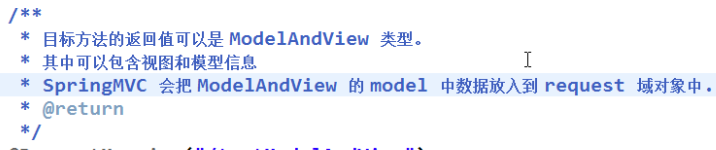 /**
* 目标方法的返回值可以是 ModelAndView 类型。
* 其中可以包含视图和模型信息
* SpringMVC 会把 ModelAndView 的 model 中数据放入到 request 域对象中.
* @return
*/